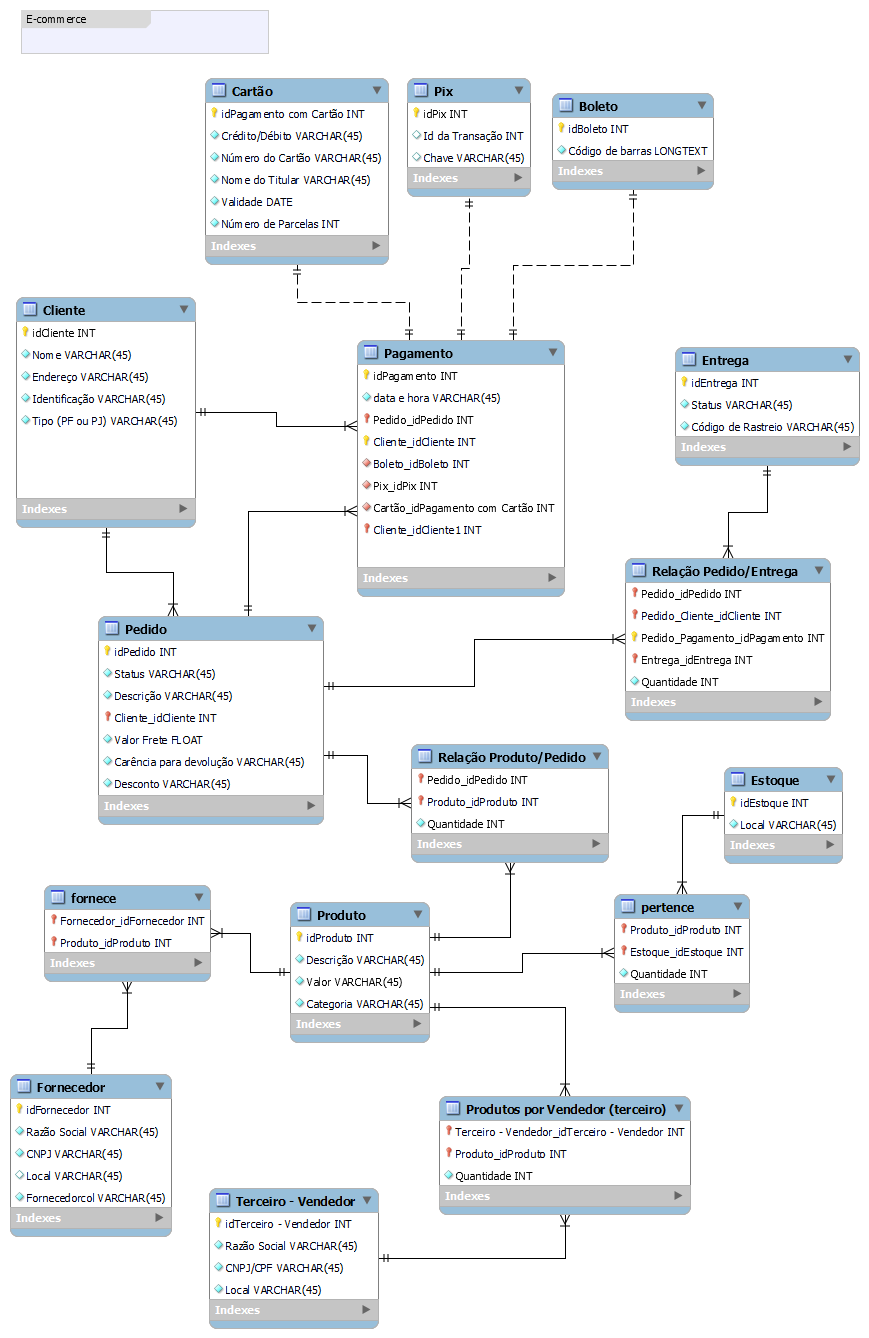 E-commerce
Cartão
idPagamento com Cartão INT
Crédito/Débito VARCHAR(45)
Número do Cartão VARCHAR(45)
Nome do Titular VARCHAR(45)
Validade DATE
Número de Parcelas INT
Indexes
Pix
idPix INT
Id da Transação INT
Chave VARCHAR(45)
Indexes
Boleto
idBoleto INT
Código de barras LONGTEXT
Indexes
Cliente
idCliente INT
Nome VARCHAR(45)
Endereço VARCHAR(45)
Identificação VARCHAR(45)
Tipo (PF ou PJ) VARCHAR(45)
Indexes
Pagamento
idPagamento INT
data e hora VARCHAR(45)
Pedido_idPedido INT
Cliente_idCliente INT
Boleto_idBoleto INT
Pix_idPix INT
Cartão_idPagamento com Cartão INT
Cliente_idCliente1 INT
Indexes
Entrega
idEntrega INT
Status VARCHAR(45)
Código de Rastreio VARCHAR(45)
Indexes
Relação Pedido/Entrega
Pedido_idPedido INT
Pedido_Cliente_idCliente INT
Pedido_Pagamento_idPagamento INT
Entrega_idEntrega INT
Quantidade INT
Indexes
Pedido
idPedido INT
Status VARCHAR(45)
Descrição VARCHAR(45)
Cliente_idCliente INT
Valor Frete FLOAT
Carência para devolução VARCHAR(45)
Desconto VARCHAR(45)
Indexes
Relação Produto/Pedido
Pedido_idPedido INT
Produto_idProduto INT
Quantidade INT
Indexes
Estoque
idEstoque INT
Local VARCHAR(45)
Indexes
fornece
Fornecedor_idFornecedor INT
Produto_idProduto INT
Indexes
Produto
idProduto INT
Descrição VARCHAR(45)
Valor VARCHAR(45)
Categoria VARCHAR(45)
Indexes
pertence
Produto_idProduto INT
Estoque_idEstoque INT
Quantidade INT
Indexes
Fornecedor
idFornecedor INT
Razão Social VARCHAR(45)
CNPJ VARCHAR(45)
Local VARCHAR(45)
Fornecedorcol VARCHAR(45)
Indexes
Produtos por Vendedor (terceiro)
Terceiro - Vendedor_idTerceiro - Vendedor INT
Produto_idProduto INT
Quantidade INT
Indexes
Terceiro - Vendedor
idTerceiro - Vendedor INT
Razão Social VARCHAR(45)
CNPJ/CPF VARCHAR(45)
Local VARCHAR(45)
Indexes